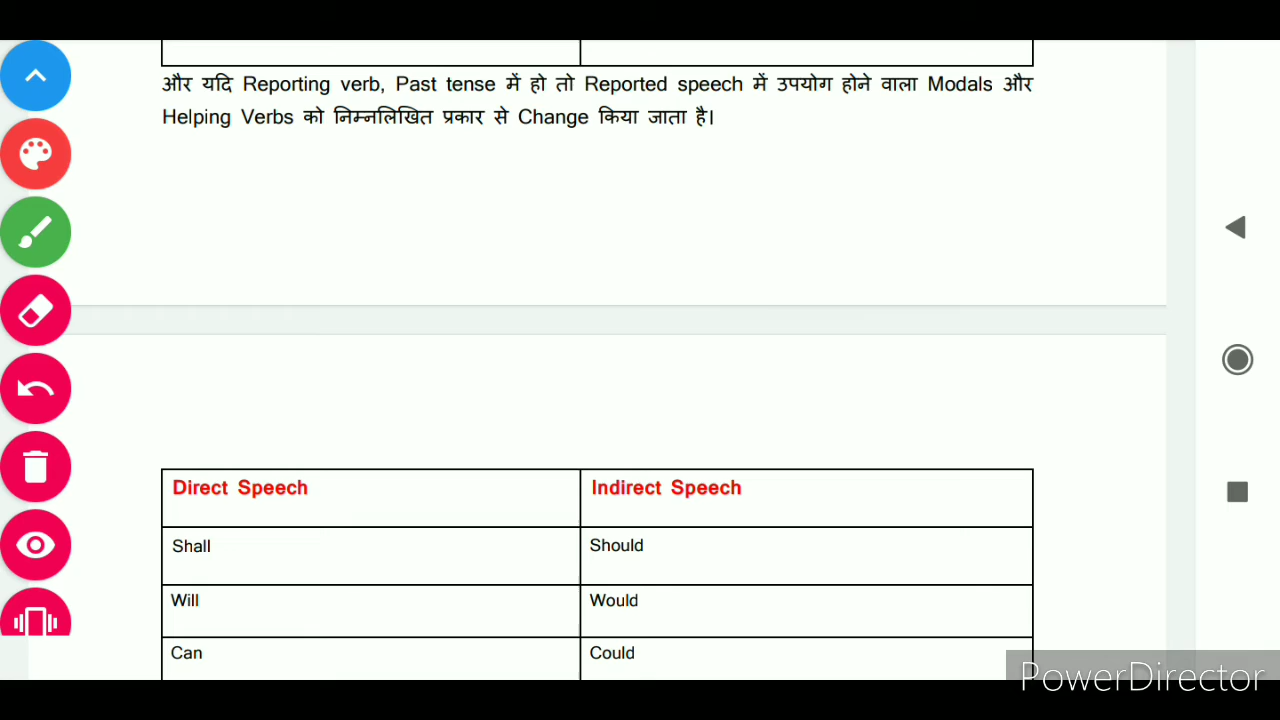 और यदि Reporting verb, Past tense में हो तो Reported speech में उपयोग होने वाला Modals और
Helping Verbs को निम्नलिखित प्रकार से Change किया जाता है।
Direct Speech Indirect Speech
Shall Should
Will Would
Can Could
PowerDirector